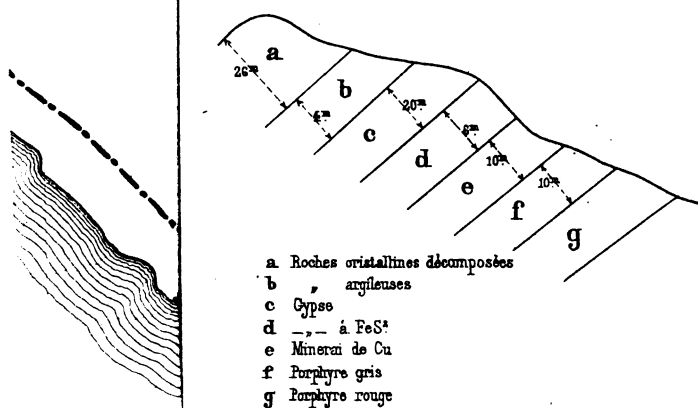 a
26m
b
4m
c
20m
d
6m
e
10m
f
10m
g
a Roches cristallines décomposées
b „ argileuses
c Gypse
d —„— á FeS²
e Minerai de Cu
f Porphyre gris
g Porphyre rouge